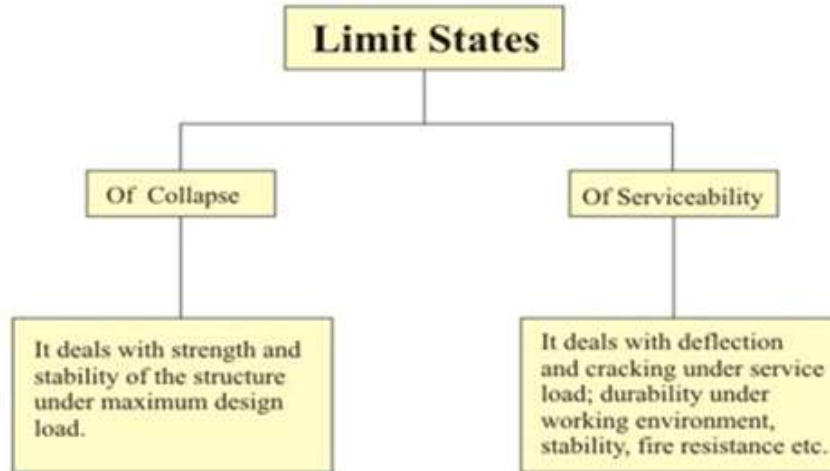 Limit States
Of Collapse
Of Serviceability
It deals with strength and
stability of the structure
under maximum design
load.
It deals with deflection
and cracking under service
load; durability under
working environment,
stability, fire resistance etc.